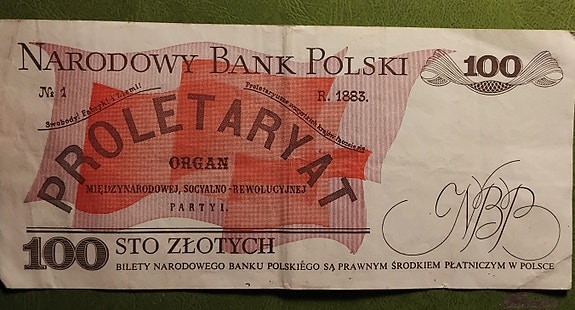 NARODOWY BANK POLSKI
100
№ 1
R. 1883.
Swobody! Fabryk i ziemi!
Proletaryusze wszystkich krajów łączcie się
PROLETARYAT
ORGAN
MIĘDZYNARODOWEJ, SOCYALNO-REWOLUCYJNEJ
PARTYI.
NBP
100 STO ZŁOTYCH
BILETY NARODOWEGO BANKU POLSKIEGO SĄ PRAWNYM ŚRODKIEM PŁATNICZYM W POLSCE